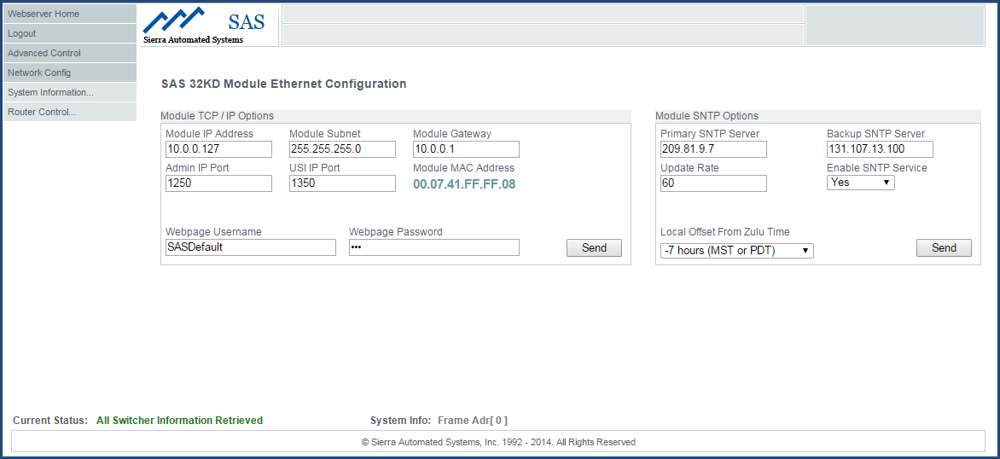 Webserver Home
Logout
Advanced Control
Network Config
System Information...
Router Control...
SAS
Sierra Automated Systems
SAS 32KD Module Ethernet Configuration
Module TCP / IP Options
Module IP Address Module Subnet Module Gateway
10.0.0.127 255.255.255.0 10.0.0.1
Admin IP Port USI IP Port Module MAC Address
1250 1350 00.07.41.FF.FF.08
Webpage Username Webpage Password
SASDefault ••• Send
Module SNTP Options
Primary SNTP Server Backup SNTP Server
209.81.9.7 131.107.13.100
Update Rate Enable SNTP Service
60 Yes
Local Offset From Zulu Time
-7 hours (MST or PDT) Send
Current Status: All Switcher Information Retrieved System Info: Frame Adr[ 0 ]
© Sierra Automated Systems, Inc. 1992 - 2014. All Rights Reserved